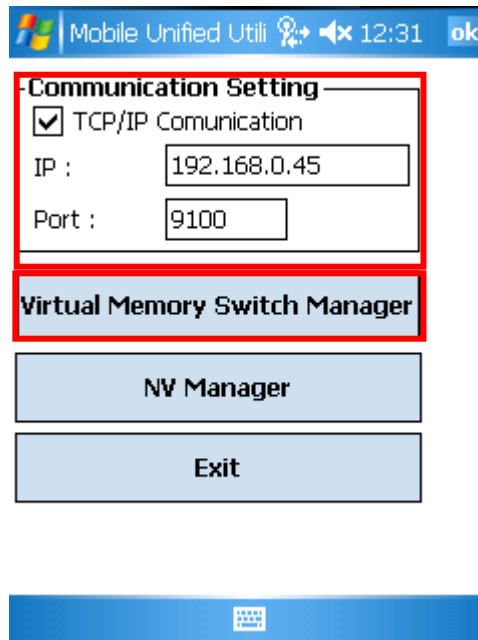 Mobile Unified Utili 12:31 ok
Communication Setting
TCP/IP Comunication
IP : 192.168.0.45
Port : 9100
Virtual Memory Switch Manager
NV Manager
Exit